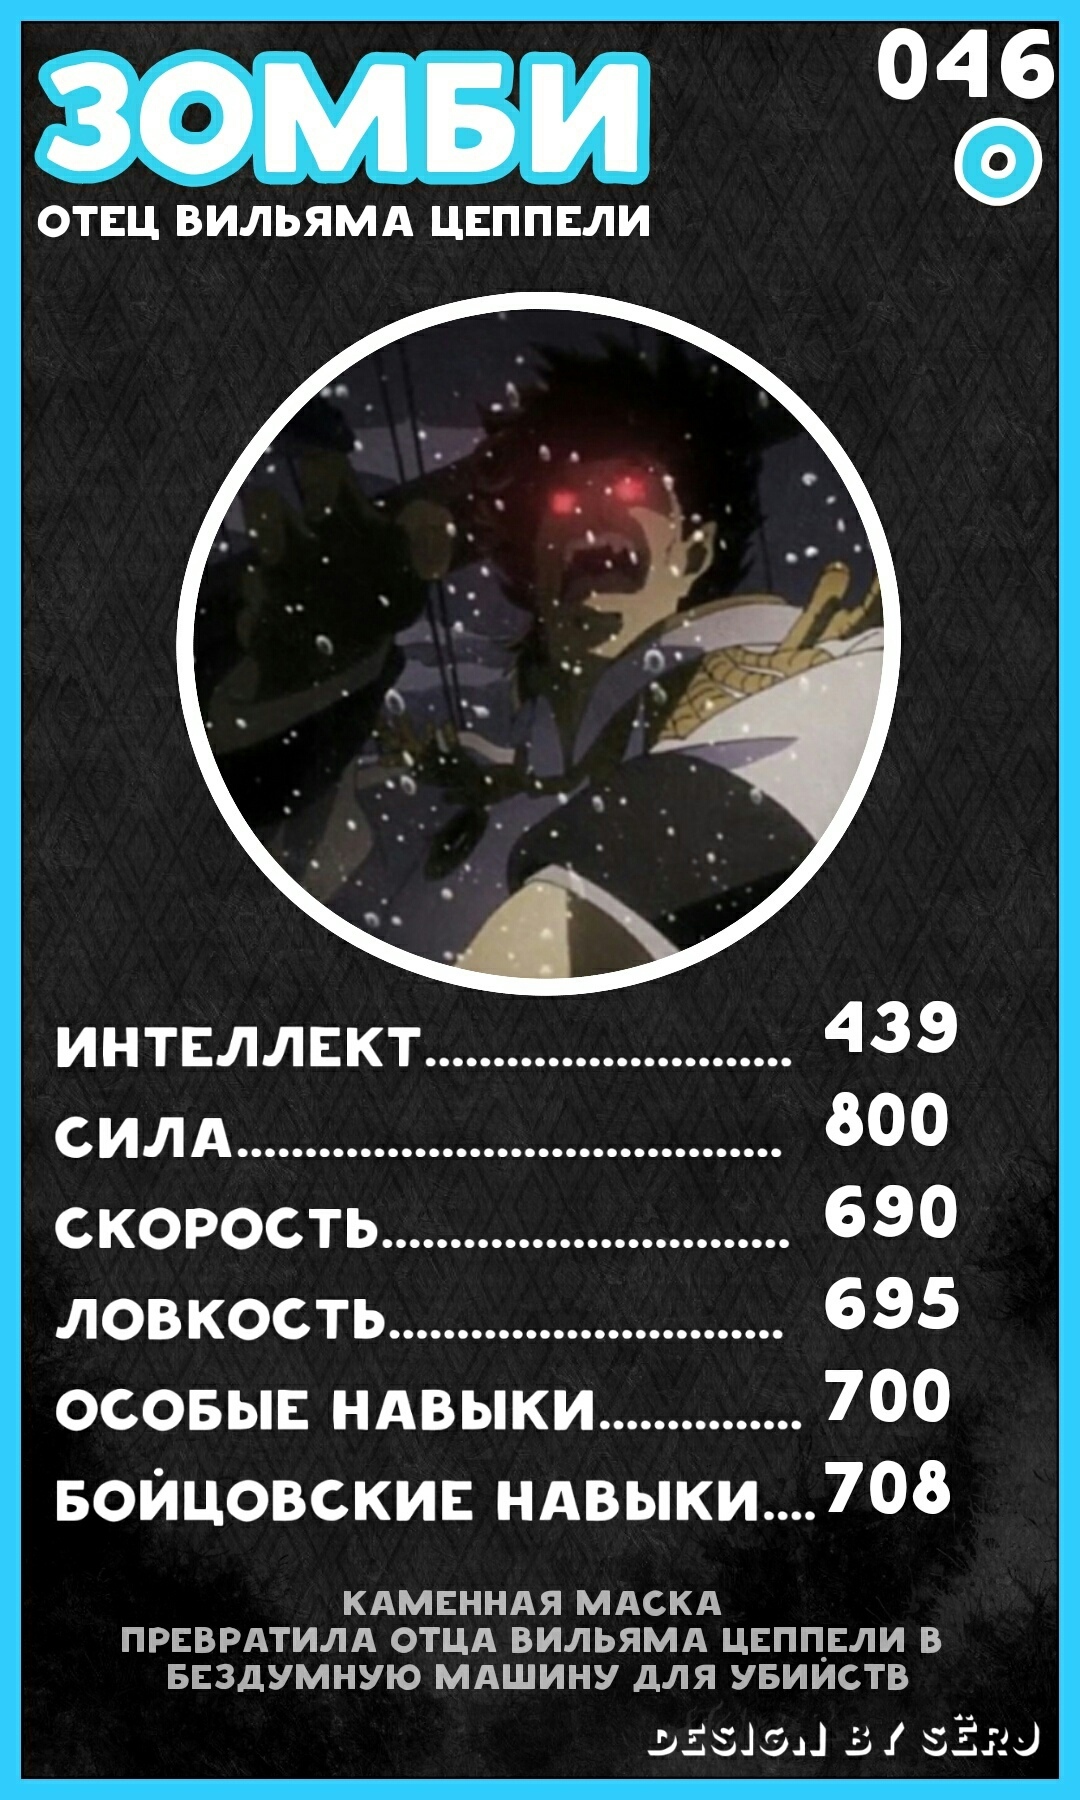 ЗОМБИ
046
ОТЕЦ ВИЛЬЯМА ЦЕППЕЛИ
O
ИНТЕЛЛЕКТ........................... 439
СИЛА........................................ 800
СКОРОСТЬ.............................. 690
ЛОВКОСТЬ............................. 695
ОСОБЫЕ НАВЫКИ............... 700
БОЙЦОВСКИЕ НАВЫКИ.... 708
КАМЕННАЯ МАСКА
ПРЕВРАТИЛА ОТЦА ВИЛЬЯМА ЦЕППЕЛИ В
БЕЗДУМНУЮ МАШИНУ ДЛЯ УБИЙСТВ
DESIGN BY SЁRJ